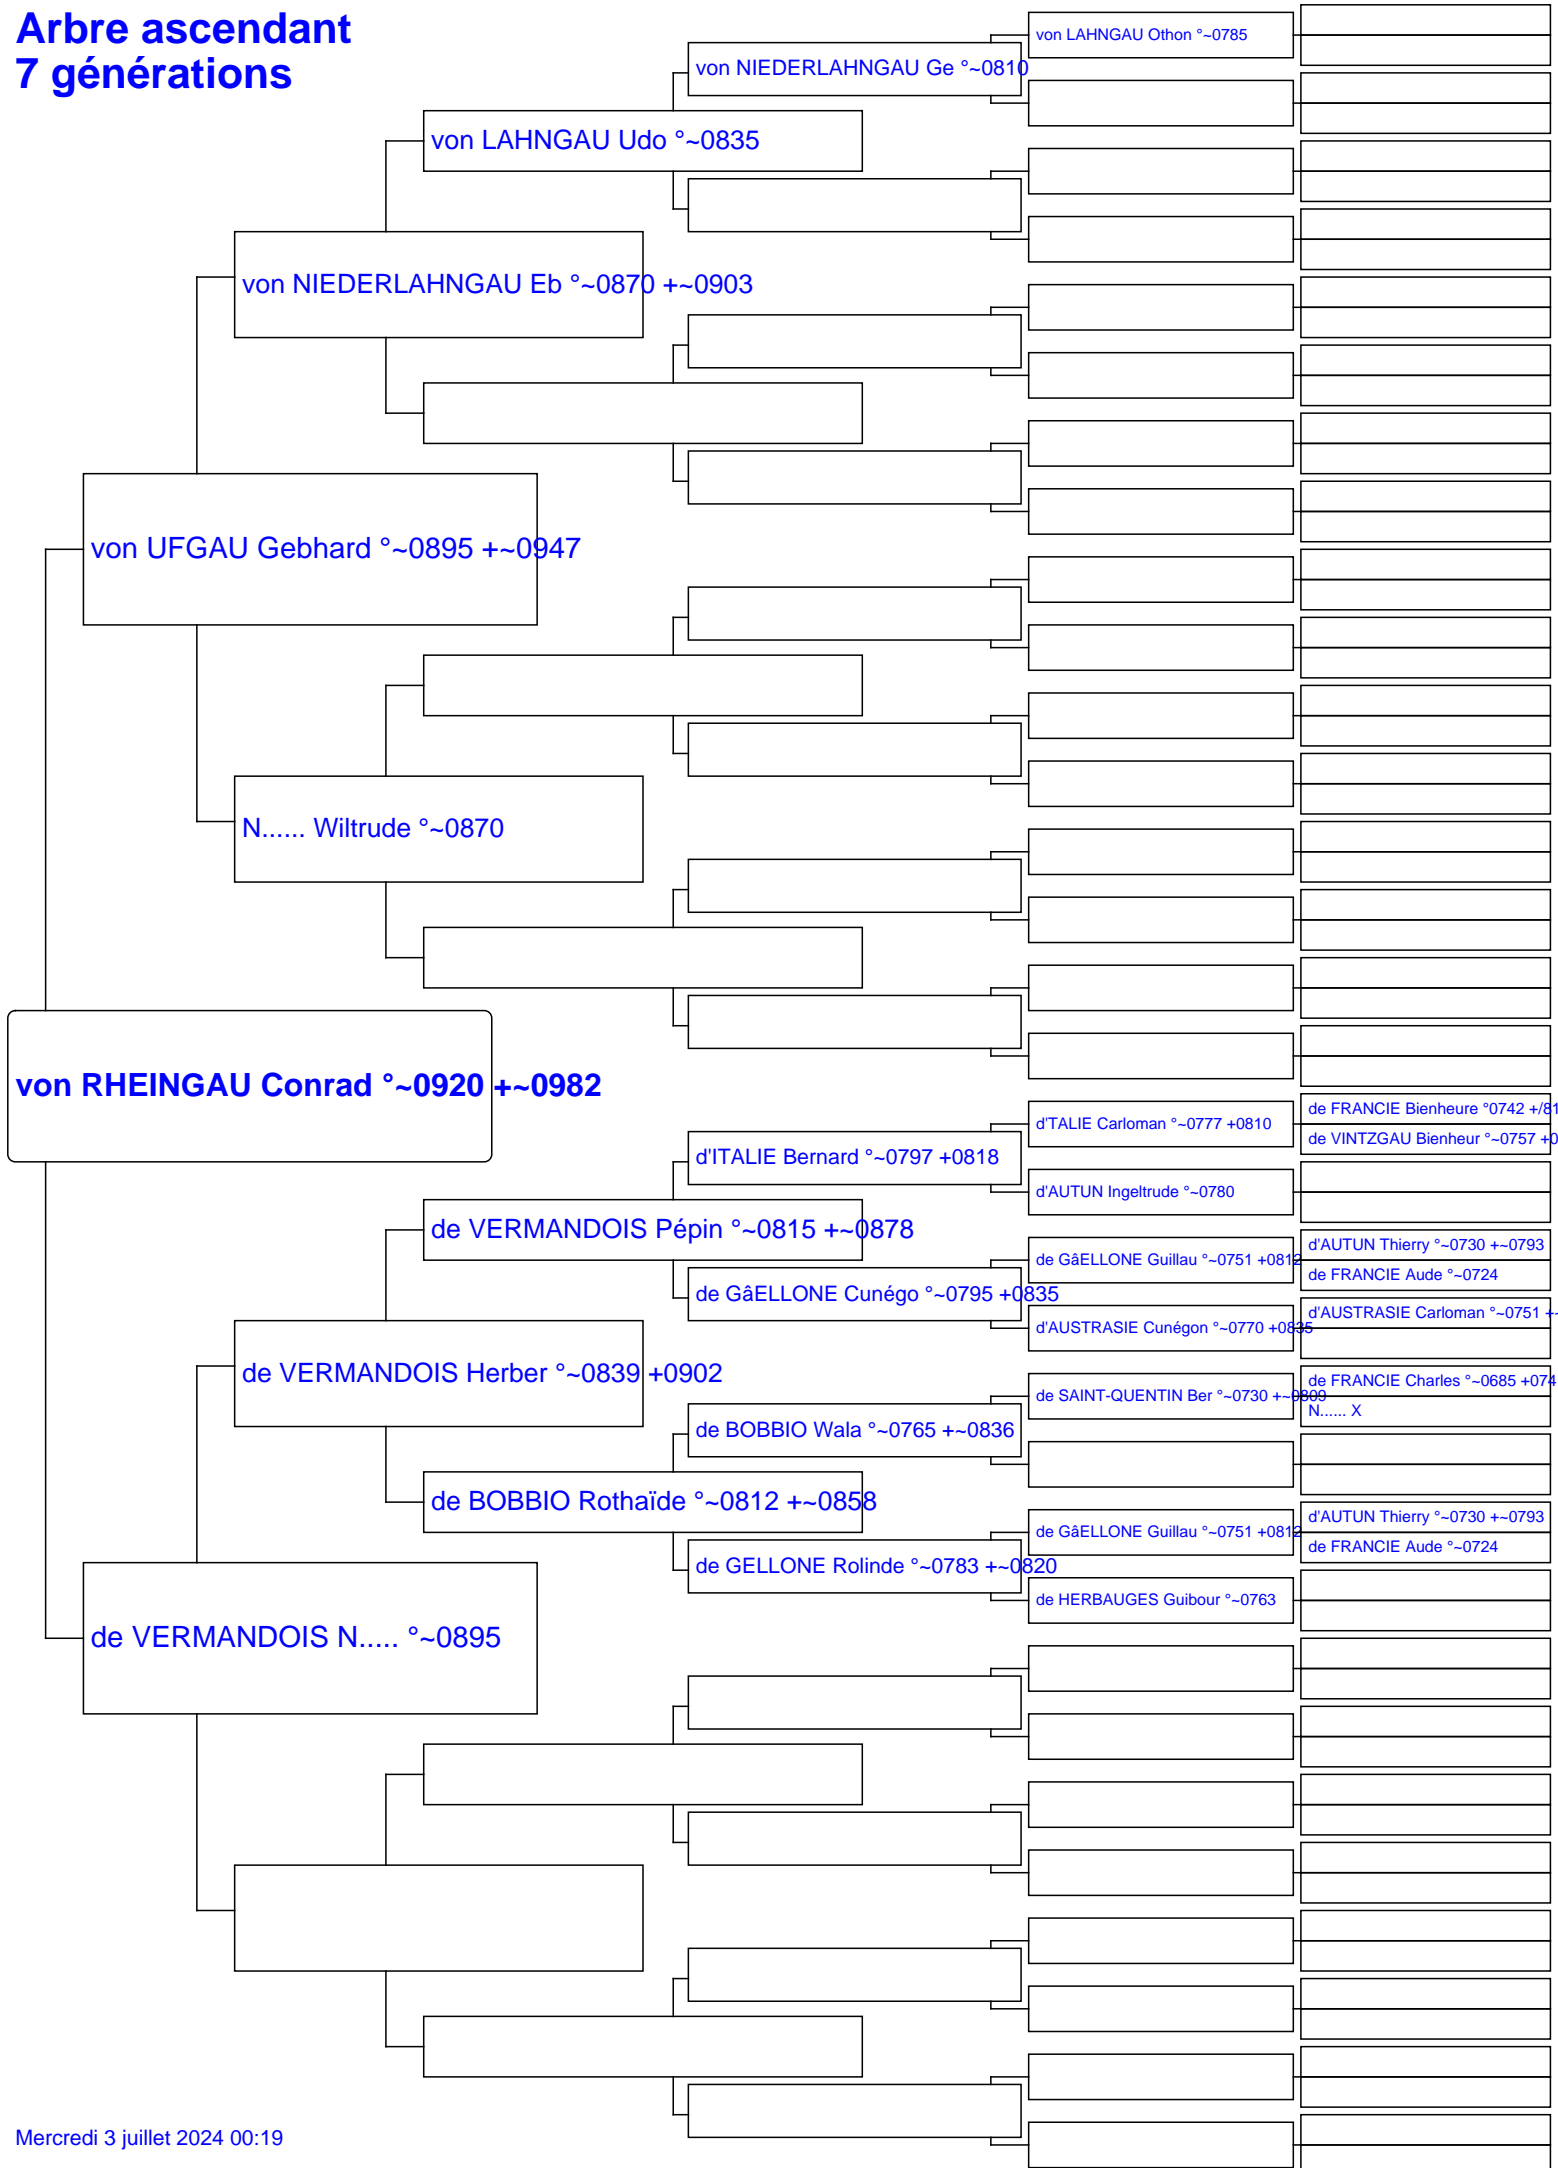 Arbre ascendant
7 générations
von LAHNGAU Othon °~0785
von NIEDERLAHNGAU Ge °~0810
von LAHNGAU Udo °~0835
von NIEDERLAHNGAU Eb °~0870 +~0903
von UFGAU Gebhard °~0895 +~0947
N...... Wiltrude °~0870
von RHEINGAU Conrad °~0920 +~0982
de FRANCIE Bienheure °0742 +/81
d'TALIE Carloman °~0777 +0810
de VINTZGAU Bienheur °~0757 +0
d'ITALIE Bernard °~0797 +0818
d'AUTUN Ingeltrude °~0780
de VERMANDOIS Pépin °~0815 +~0878
d'AUTUN Thierry °~0730 +~0793
de GâELLONE Guillau °~0751 +0812
de FRANCIE Aude °~0724
de GâELLONE Cunégo °~0795 +0835
d'AUSTRASIE Carloman °~0751 +~
d'AUSTRASIE Cunégon °~0770 +0835
de VERMANDOIS Herber °~0839 +0902
de FRANCIE Charles °~0685 +074
de SAINT-QUENTIN Ber °~0730 +~0809
N...... X
de BOBBIO Wala °~0765 +~0836
de BOBBIO Rothaïde °~0812 +~0858
d'AUTUN Thierry °~0730 +~0793
de GâELLONE Guillau °~0751 +0812
de FRANCIE Aude °~0724
de GELLONE Rolinde °~0783 +~0820
de HERBAUGES Guibour °~0763
de VERMANDOIS N..... °~0895
Mercredi 3 juillet 2024 00:19